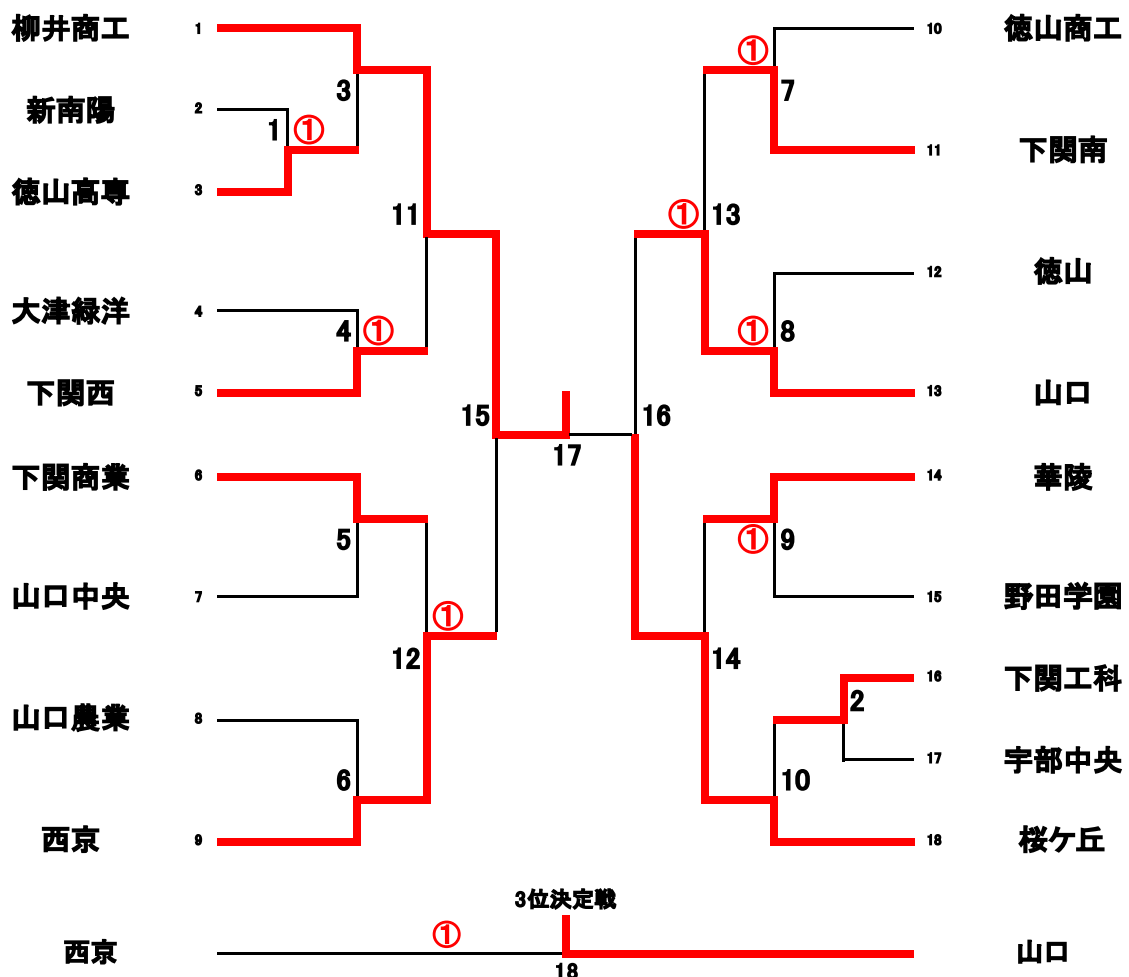 柳井商工 1
新南陽 2
徳山高専 3
大津緑洋 4
下関西 5
下関商業 6
山口中央 7
山口農業 8
西京 9
1 ①
3
4 ①
5
6
11
12 ①
15
17
16
13 ①
14
7 ①
8 ①
9 ①
10
2
10 徳山商工
11 下関南
12 徳山
13 山口
14 華陵
15 野田学園
16 下関工科
17 宇部中央
18 桜ケ丘
3位決定戦
西京 ① 山口
18